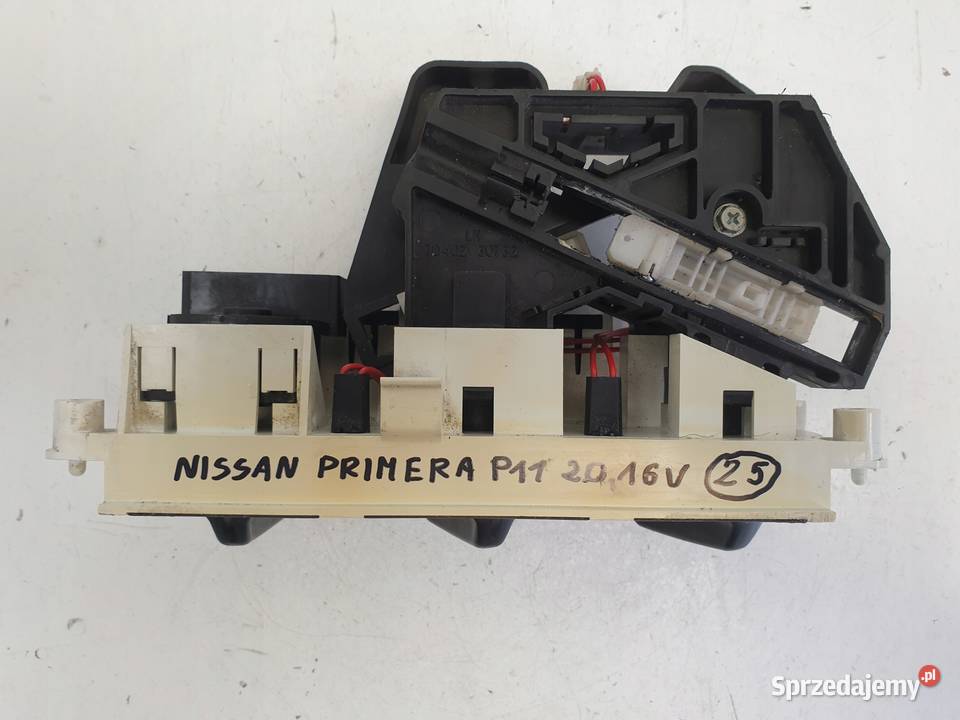 NISSAN PRIMERA P11 2.0, 16V 25
Sprzedajemy.pl